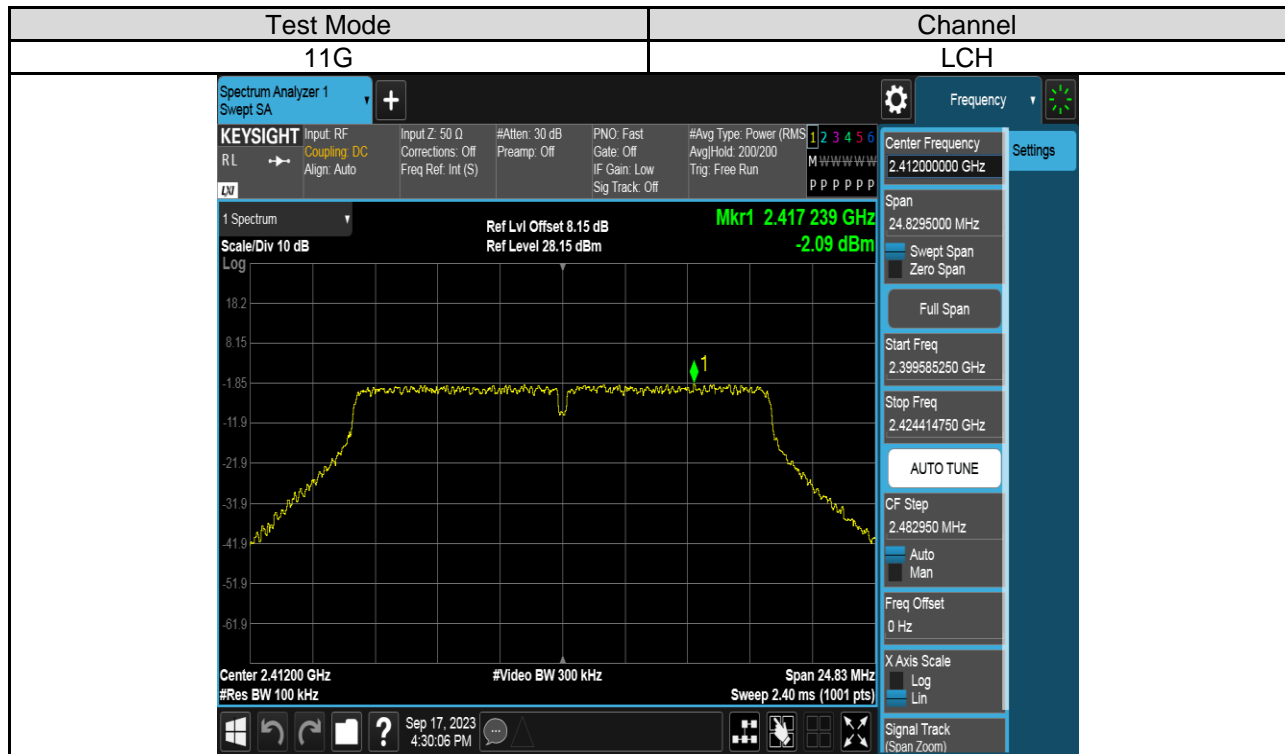 Test Mode Channel
11G LCH
Spectrum Analyzer 1
Swept SA
+
Frequency
KEYSIGHT
RL
LXI
Input: RF
Coupling: DC
Align: Auto
Input Z: 50 Ω
Corrections: Off
Freq Ref: Int (S)
#Atten: 30 dB
Preamp: Off
PNO: Fast
Gate: Off
IF Gain: Low
Sig Track: Off
#Avg Type: Power (RMS
Avg|Hold: 200/200
Trig: Free Run
1 2 3 4 5 6
M W W W W W
P P P P P P
1 Spectrum
Scale/Div 10 dB
Ref Lvl Offset 8.15 dB
Ref Level 28.15 dBm
Mkr1 2.417 239 GHz
-2.09 dBm
Log
18.2
8.15
-1.85
-11.9
-21.9
-31.9
-41.9
-51.9
-61.9
1
Center 2.41200 GHz
#Res BW 100 kHz
#Video BW 300 kHz
Span 24.83 MHz
Sweep 2.40 ms (1001 pts)
?
Sep 17, 2023
4:30:06 PM
Center Frequency
2.412000000 GHz
Settings
Span
24.8295000 MHz
Swept Span
Zero Span
Full Span
Start Freq
2.399585250 GHz
Stop Freq
2.424414750 GHz
AUTO TUNE
CF Step
2.482950 MHz
Auto
Man
Freq Offset
0 Hz
X Axis Scale
Log
Lin
Signal Track
(Span Zoom)